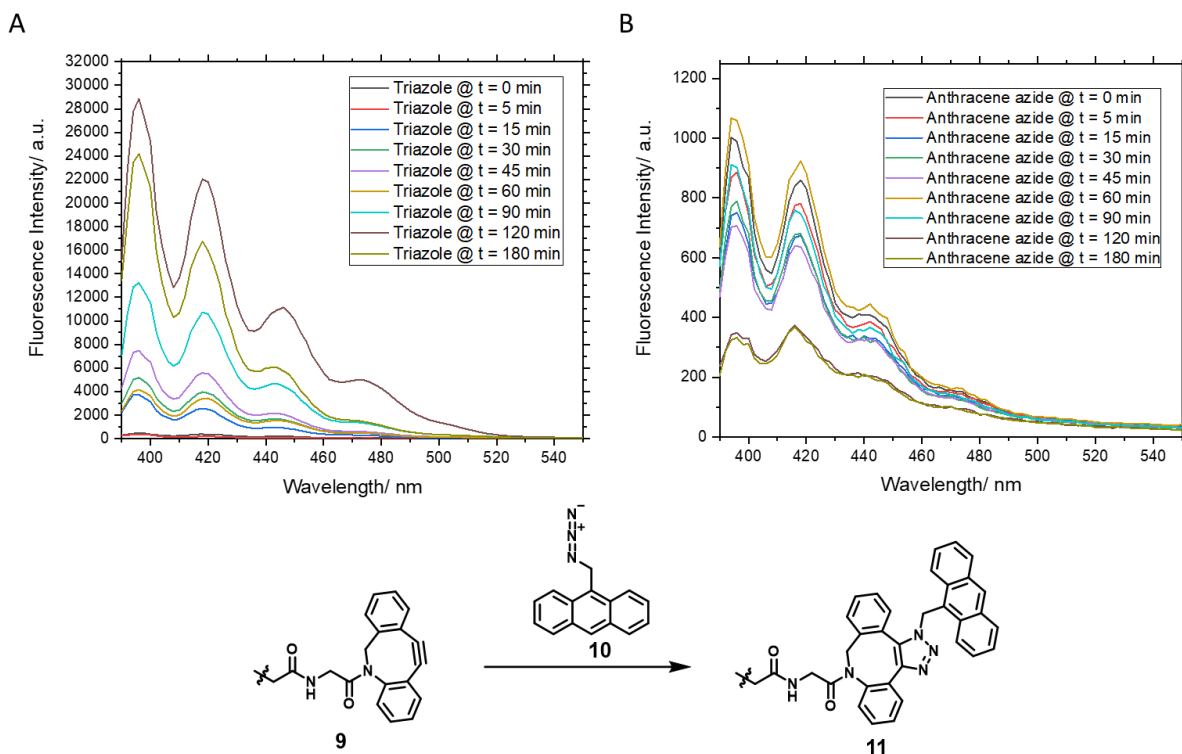 A
Fluorescence Intensity/ a.u.
32000
30000
28000
26000
24000
22000
20000
18000
16000
14000
12000
10000
8000
6000
4000
2000
0
Triazole @ t = 0 min
Triazole @ t = 5 min
Triazole @ t = 15 min
Triazole @ t = 30 min
Triazole @ t = 45 min
Triazole @ t = 60 min
Triazole @ t = 90 min
Triazole @ t = 120 min
Triazole @ t = 180 min
400 420 440 460 480 500 520 540
Wavelength/ nm
B
Fluorescence Intensity/ a.u.
1200
1000
800
600
400
200
0
Anthracene azide @ t = 0 min
Anthracene azide @ t = 5 min
Anthracene azide @ t = 15 min
Anthracene azide @ t = 30 min
Anthracene azide @ t = 45 min
Anthracene azide @ t = 60 min
Anthracene azide @ t = 90 min
Anthracene azide @ t = 120 min
Anthracene azide @ t = 180 min
400 420 440 460 480 500 520 540
Wavelength/ nm
N−
N+
N
10
O
N
H
O
N
9
O
N
H
O
N
N
N
N
11